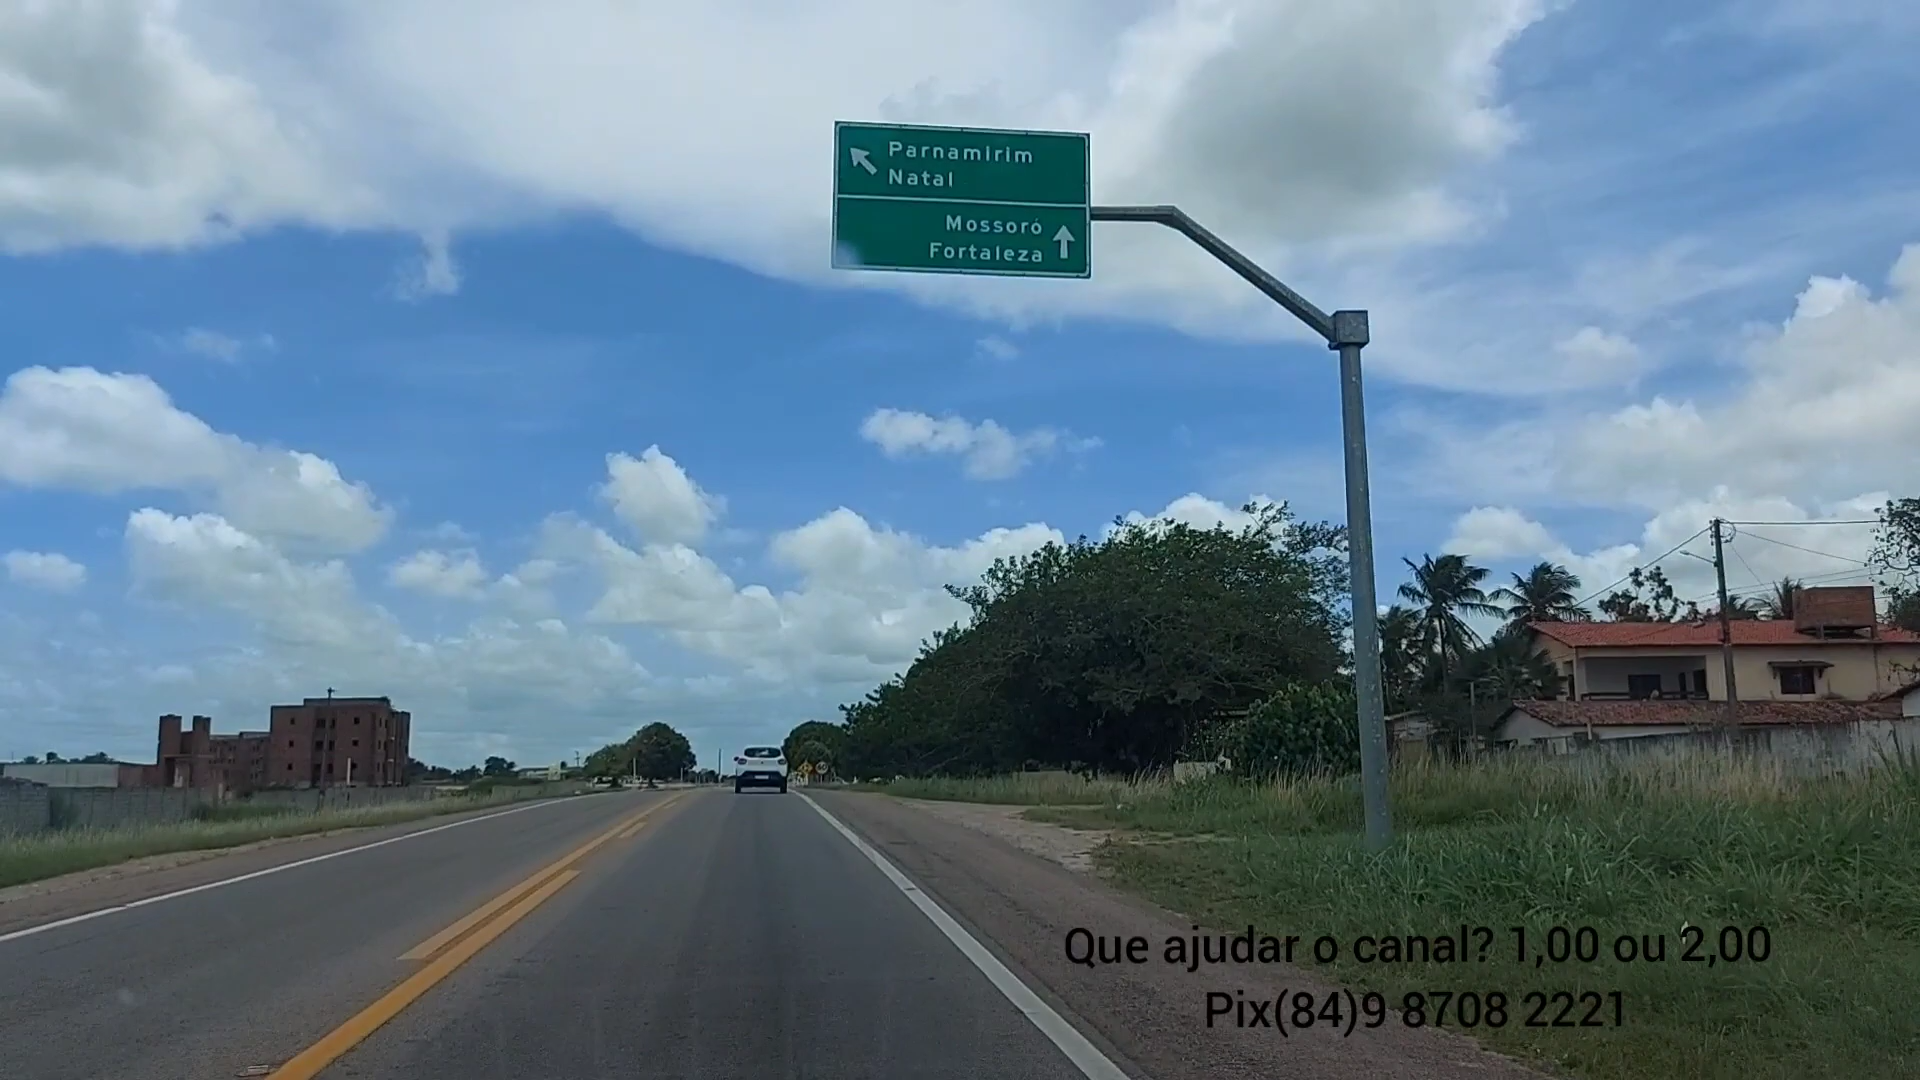 Parnamirim
Natal
Mossoró
Fortaleza
Que ajudar o canal? 1,00 ou 2,00
Pix(84)9 8708 2221